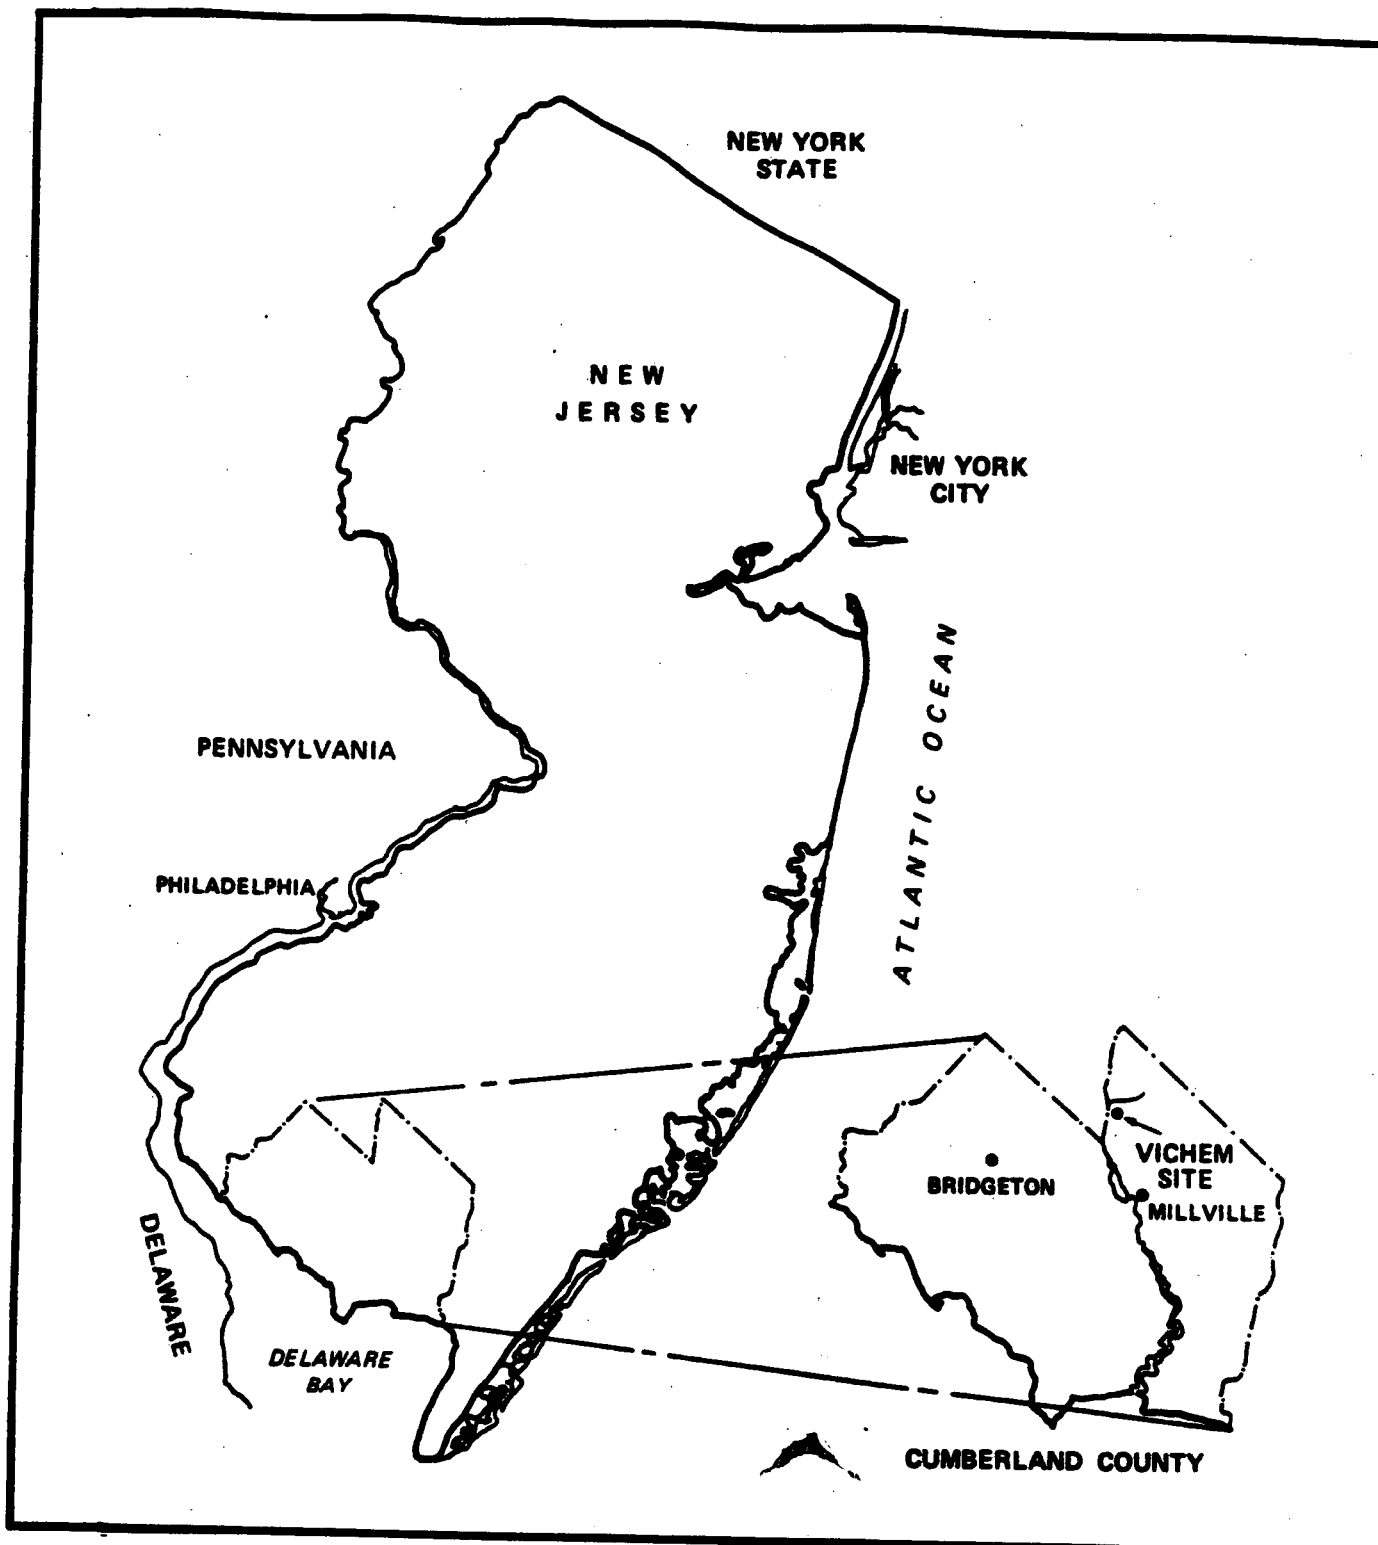 NEW YORK
STATE
NEW
JERSEY
NEW YORK
CITY
ATLANTIC OCEAN
PENNSYLVANIA
PHILADELPHIA
VICHEM
SITE
BRIDGETON
MILLVILLE
DELAWARE
DELAWARE
BAY
CUMBERLAND COUNTY